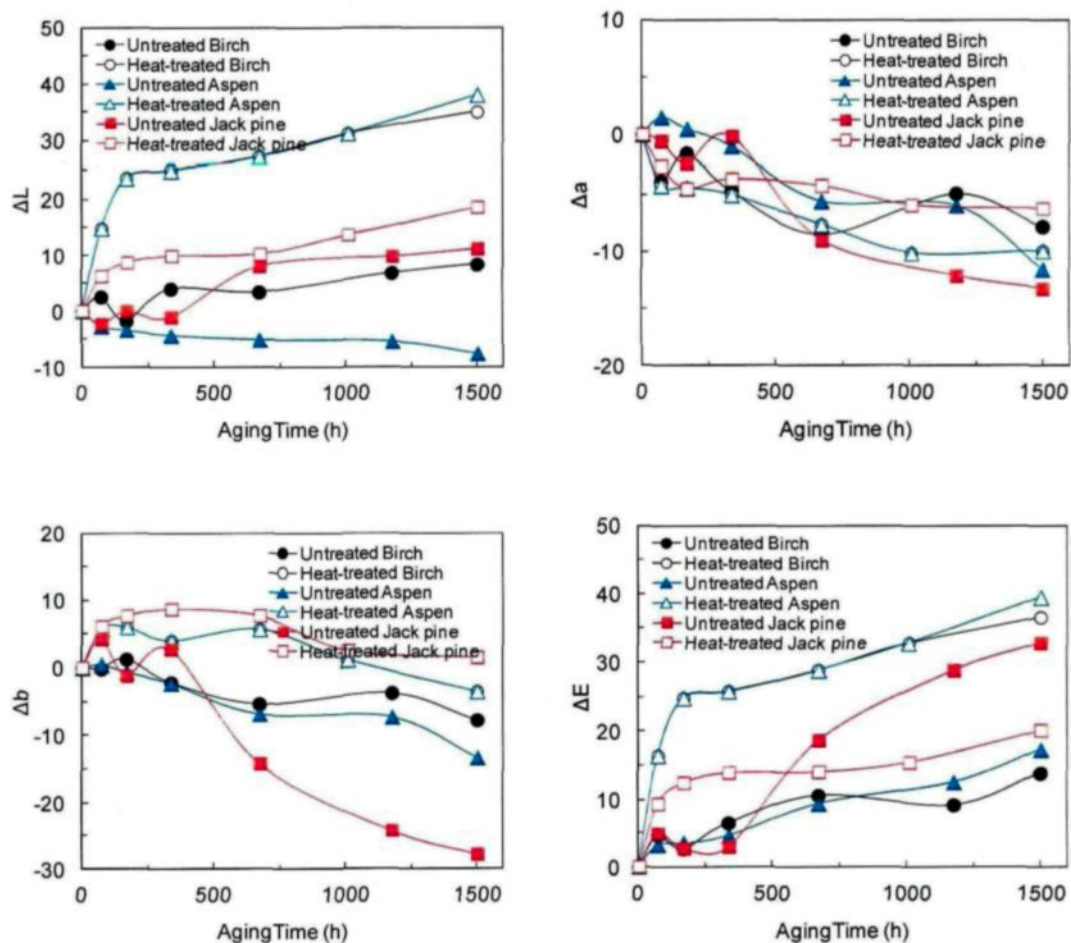 50
40
30
20
10
0
-10
ΔL
Untreated Birch
Heat-treated Birch
Untreated Aspen
Heat-treated Aspen
Untreated Jack pine
Heat-treated Jack pine
0 500 1000 1500
AgingTime (h)
10
0
-10
-20
Δa
Untreated Birch
Heat-treated Birch
Untreated Aspen
Heat-treated Aspen
Untreated Jack pine
Heat-treated Jack pine
0 500 1000 1500
AgingTime (h)
20
10
0
-10
-20
-30
Δb
Untreated Birch
Heat-treated Birch
Untreated Aspen
Heat-treated Aspen
Untreated Jack pine
Heat-treated Jack pine
0 500 1000 1500
AgingTime (h)
50
40
30
20
10
0
ΔE
Untreated Birch
Heat-treated Birch
Untreated Aspen
Heat-treated Aspen
Untreated Jack pine
Heat-treated Jack pine
0 500 1000 1500
AgingTime (h)